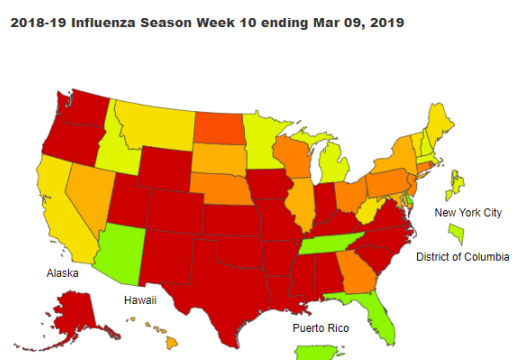 2018-19 Influenza Season Week 10 ending Mar 09, 2019
New York City
District of Columbia
Alaska
Hawaii
Puerto Rico